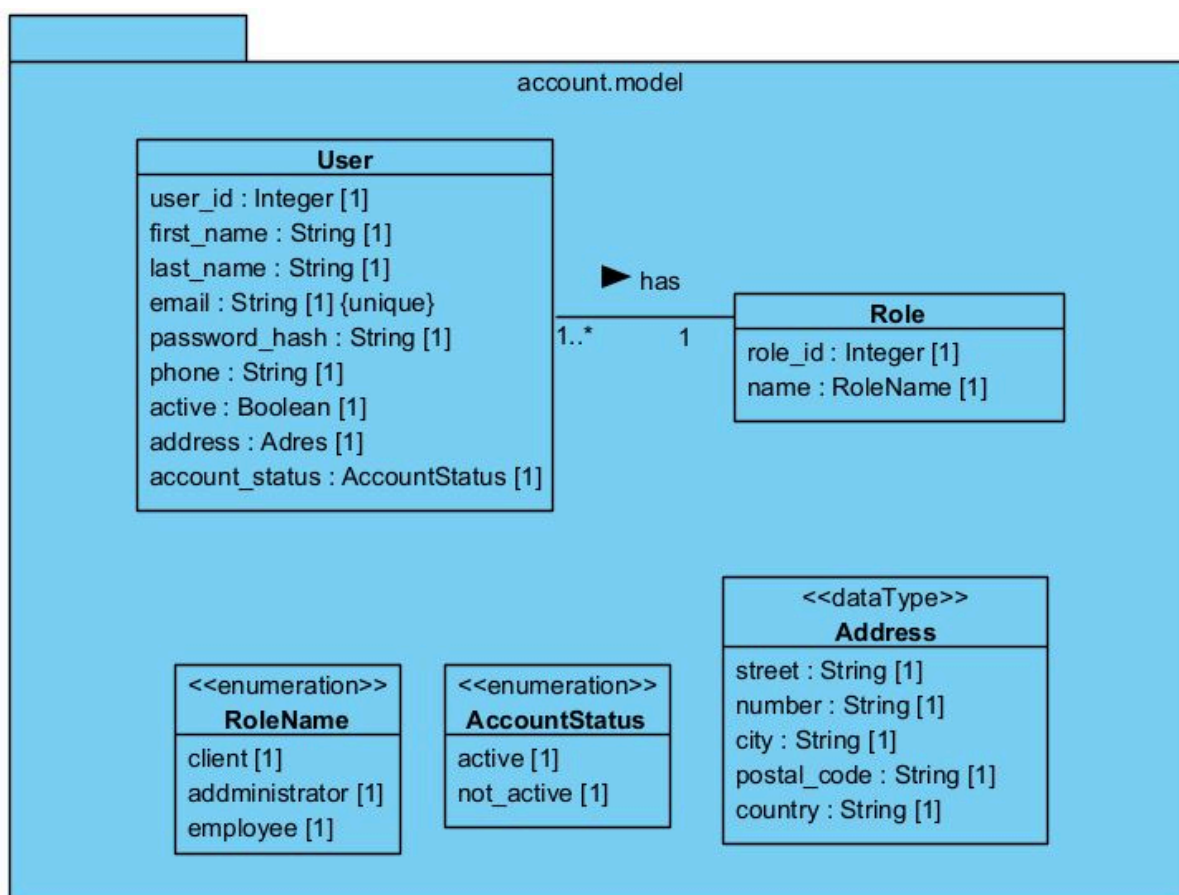 account.model
User
user_id : Integer [1]
first_name : String [1]
last_name : String [1]
email : String [1] {unique}
password_hash : String [1]
phone : String [1]
active : Boolean [1]
address : Adres [1]
account_status : AccountStatus [1]
has
1..* 1
Role
role_id : Integer [1]
name : RoleName [1]
<<enumeration>>
RoleName
client [1]
addministrator [1]
employee [1]
<<enumeration>>
AccountStatus
active [1]
not_active [1]
<<dataType>>
Address
street : String [1]
number : String [1]
city : String [1]
postal_code : String [1]
country : String [1]